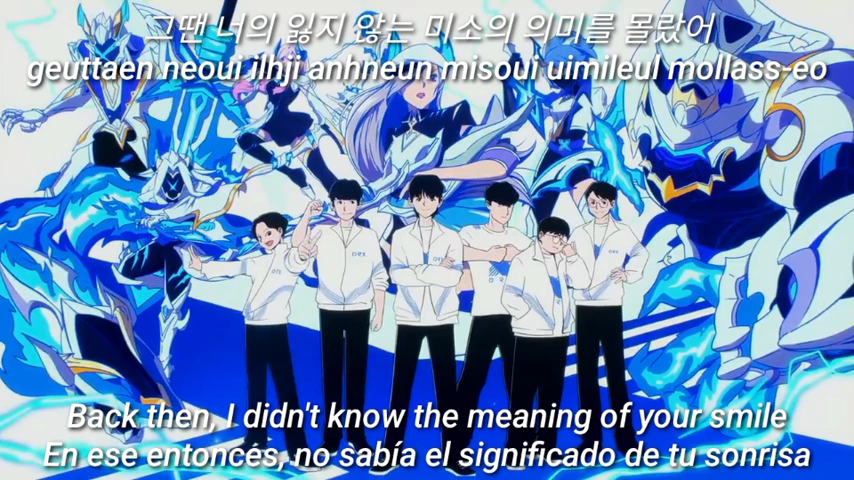 그땐 너의 잃지 않는 미소의 의미를 몰랐어
geuttaen neoui ilhji anhneun misoui uimileul mollass-eo
Back then, I didn't know the meaning of your smile
En ese entonces, no sabía el significado de tu sonrisa